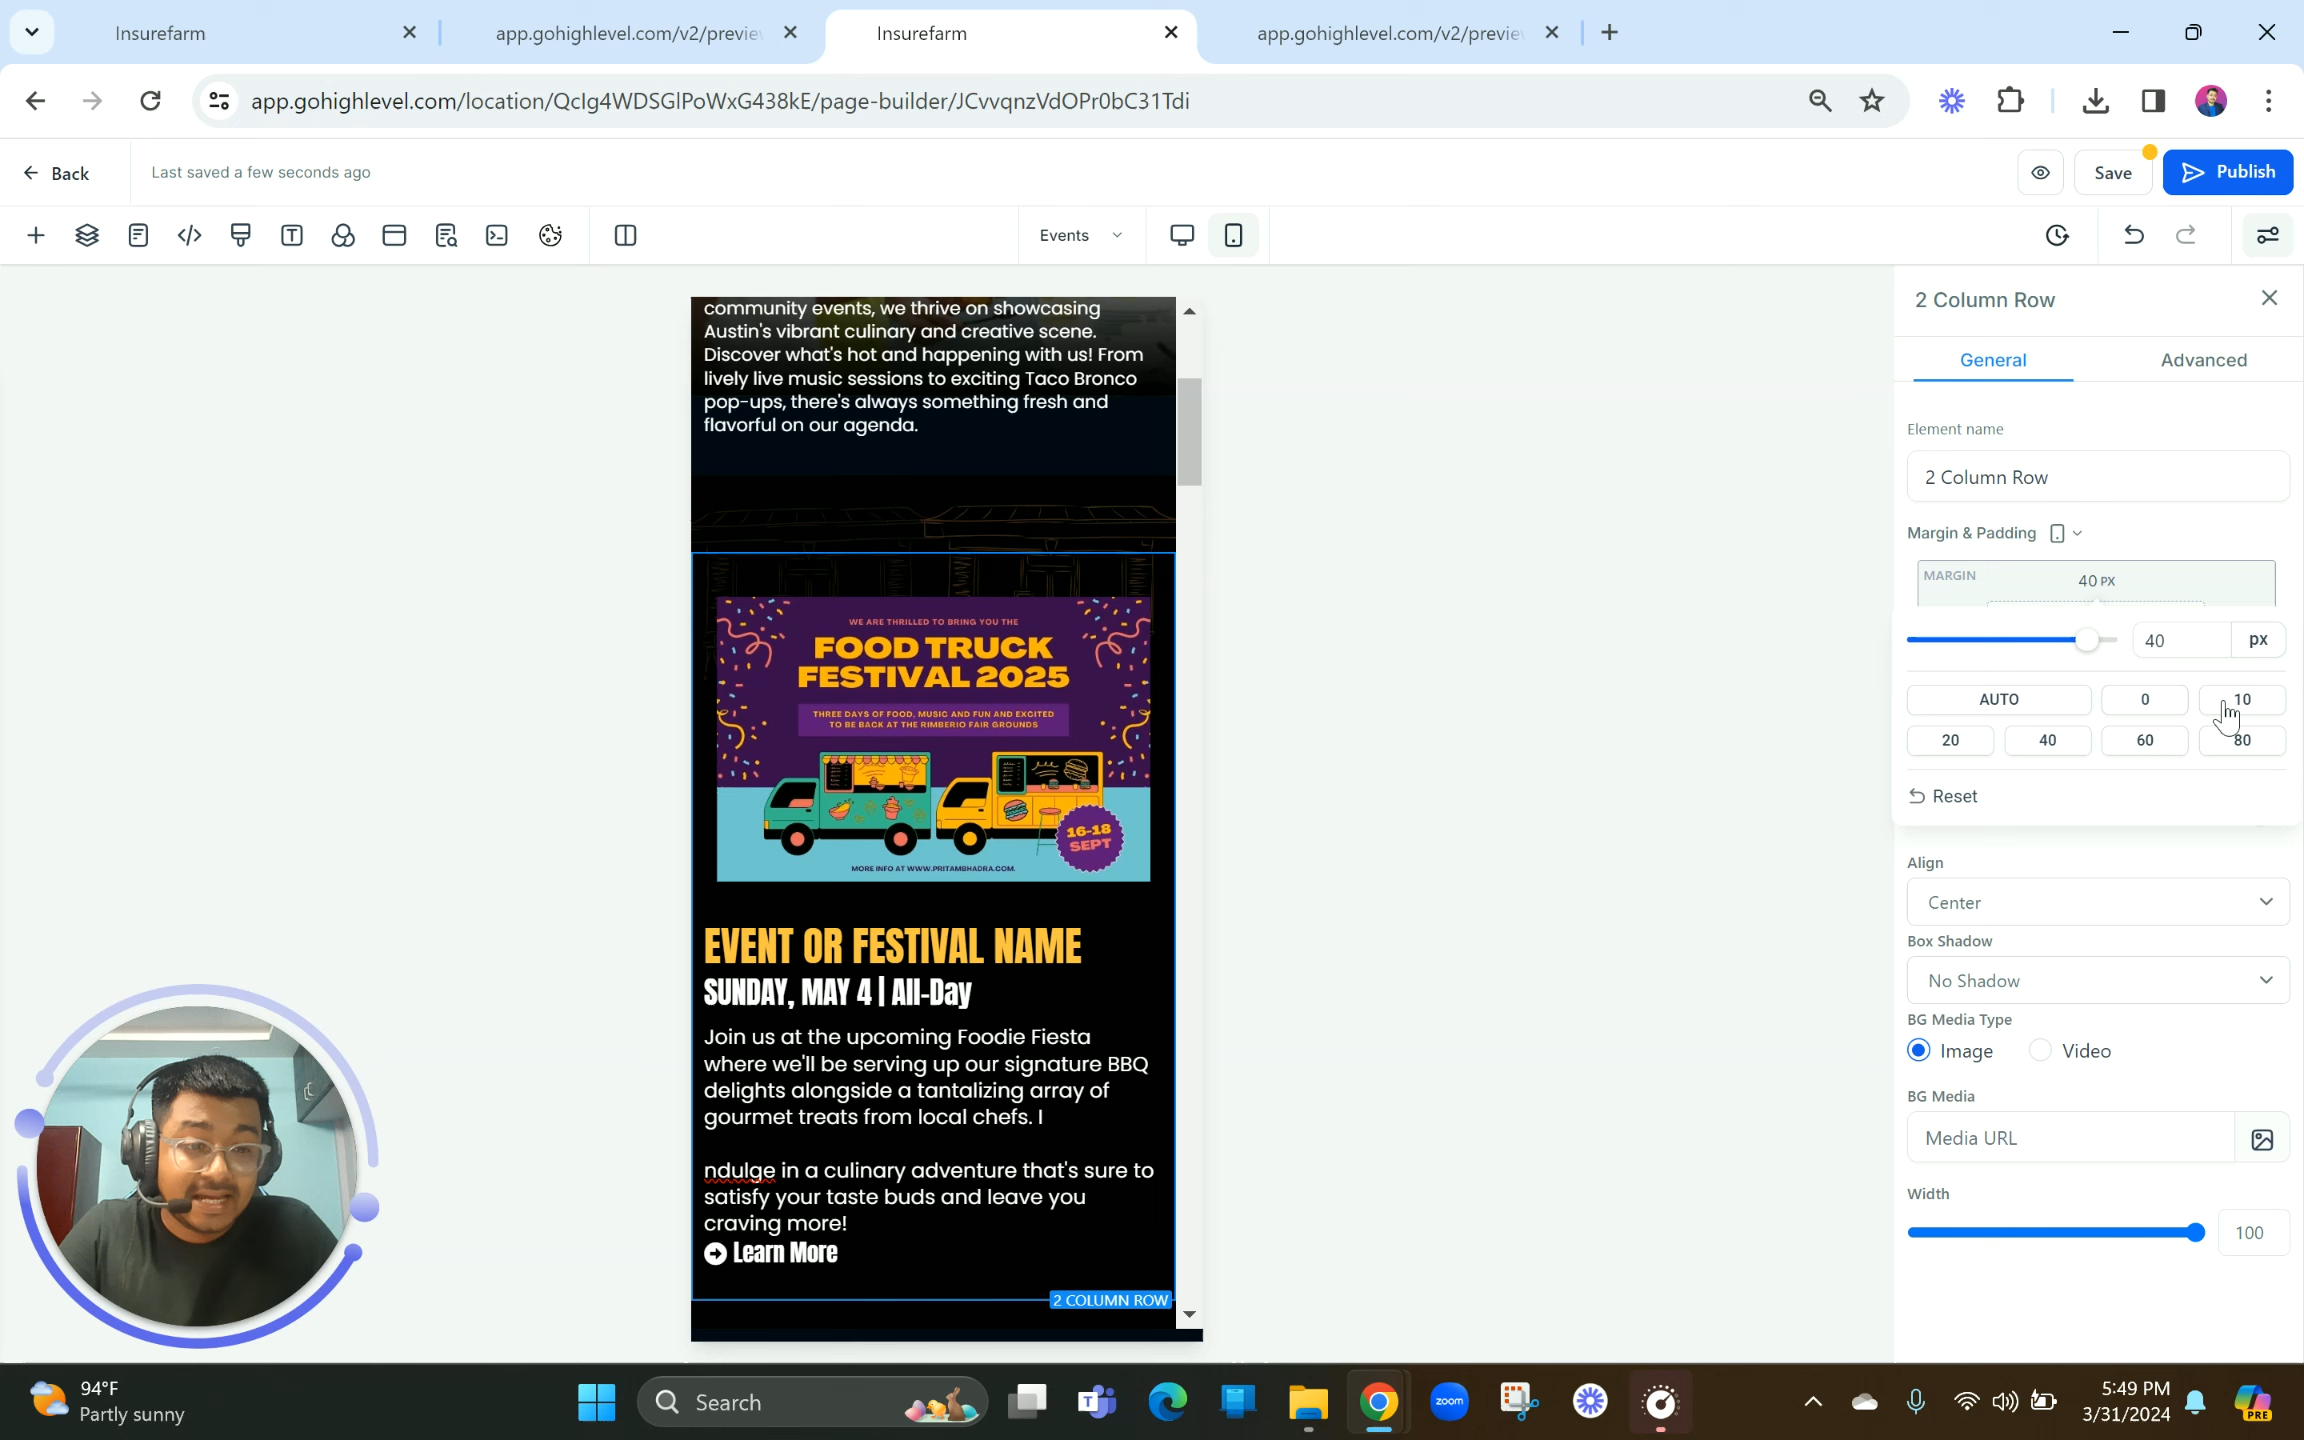 Insurefarm
app.gohighlevel.com/v2/previe
Insurefarm
app.gohighlevel.com/v2/previe
app.gohighlevel.com/location/QcIg4WDSGlPoWxG438kE/page-builder/JCvvqnzVdOPr0bC31Tdi
Back
Last saved a few seconds ago
Save
Publish
Events
community events, we thrive on showcasing
Austin's vibrant culinary and creative scene.
Discover what's hot and happening with us! From
lively live music sessions to exciting Taco Bronco
pop-ups, there's always something fresh and
flavorful on our agenda.
WE ARE THRILLED TO BRING YOU THE
FOOD TRUCK
FESTIVAL 2025
THREE DAYS OF FOOD, MUSIC AND FUN AND EXCITED
TO BE BACK AT THE RIMBERIO FAIR GROUNDS
16-18
SEPT
MORE INFO AT WWW.PRITAMBHADRA.COM.
EVENT OR FESTIVAL NAME
SUNDAY, MAY 4 | All-Day
Join us at the upcoming Foodie Fiesta
where we'll be serving up our signature BBQ
delights alongside a tantalizing array of
gourmet treats from local chefs. I
ndulge in a culinary adventure that's sure to
satisfy your taste buds and leave you
craving more!
Learn More
2 COLUMN ROW
2 Column Row
General
Advanced
Element name
2 Column Row
Margin & Padding
MARGIN
40 PX
40
px
AUTO
0
10
20
40
60
80
Reset
Align
Center
Box Shadow
No Shadow
BG Media Type
Image
Video
BG Media
Media URL
Width
100
94°F
Partly sunny
Search
zoom
5:49 PM
3/31/2024
PRE